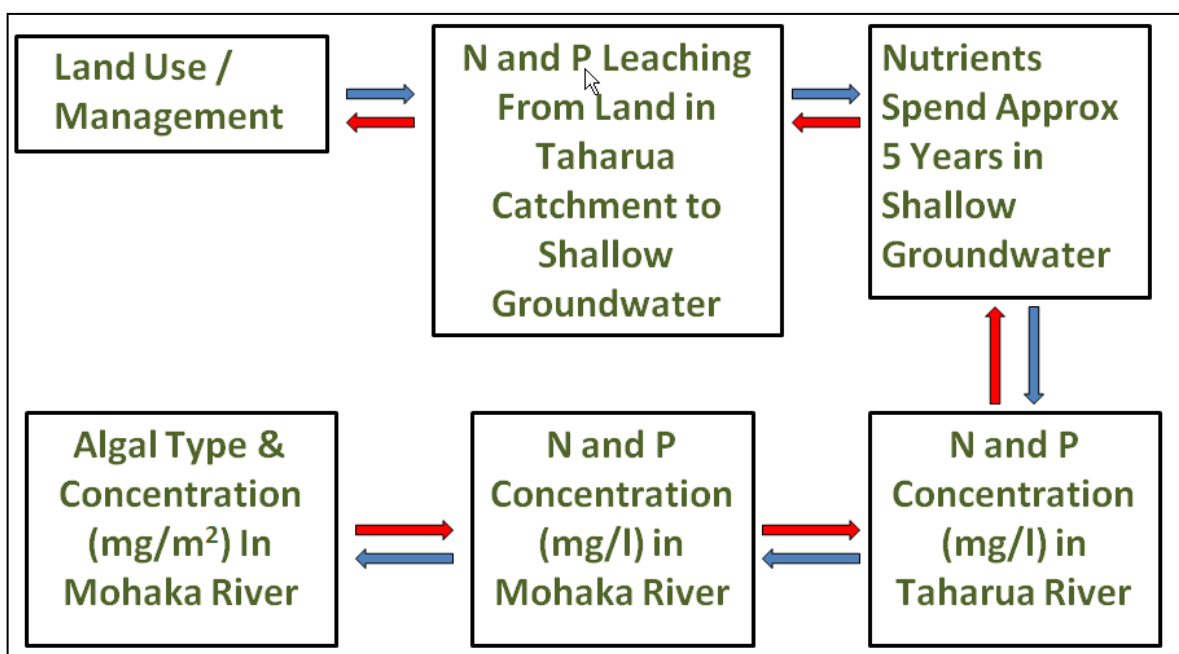 Land Use /
Management
N and P Leaching
From Land in
Taharua
Catchment to
Shallow
Groundwater
Nutrients
Spend Approx
5 Years in
Shallow
Groundwater
Algal Type &
Concentration
(mg/m²) In
Mohaka River
N and P
Concentration
(mg/l) in
Mohaka River
N and P
Concentration
(mg/l) in
Taharua River